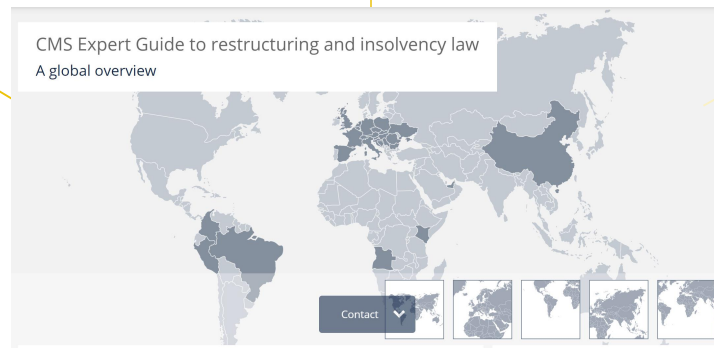 CMS Expert Guide to restructuring and insolvency law
A global overview
Contact